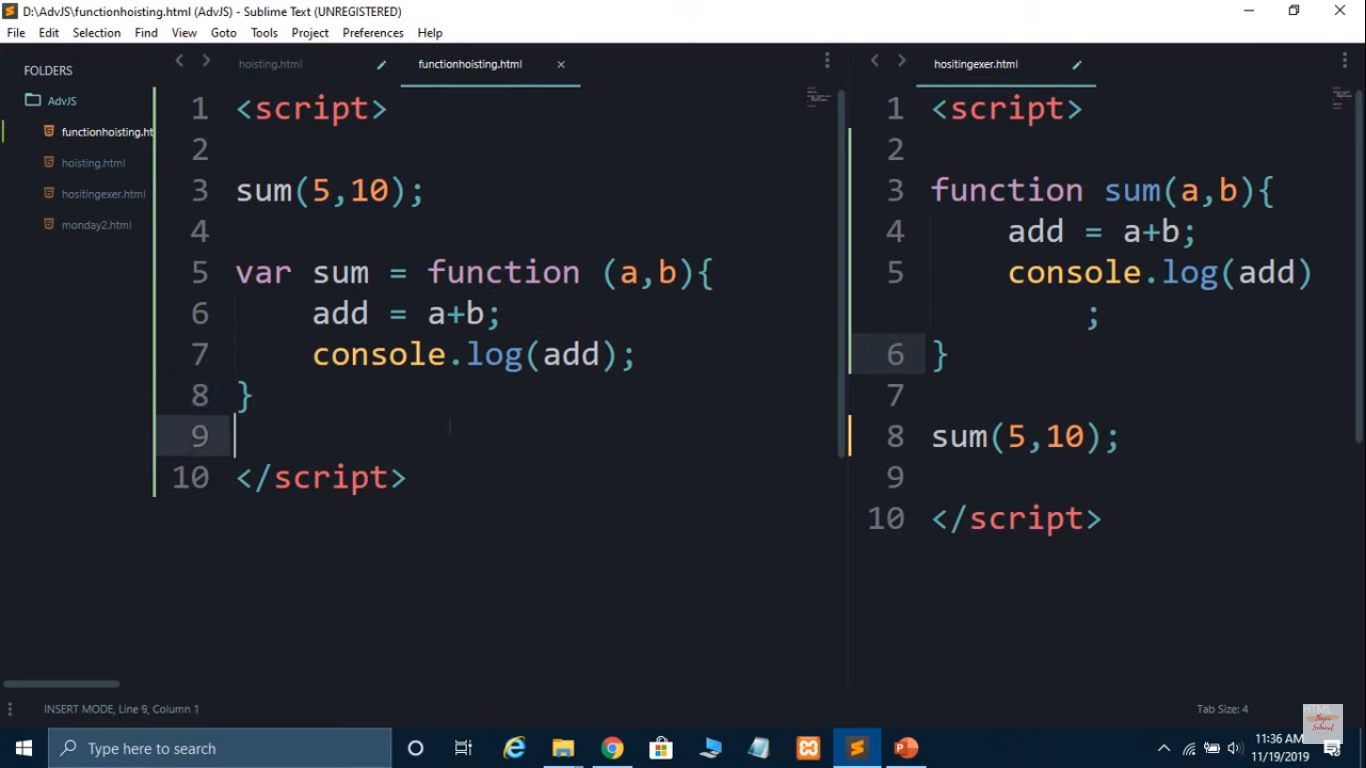 D:\AdvJS\functionhoisting.html (AdvJS) - Sublime Text (UNREGISTERED)
File Edit Selection Find View Goto Tools Project Preferences Help
FOLDERS
AdvJS
functionhoisting.ht
hoisting.html
hositingexer.html
monday2.html
hoisting.html functionhoisting.html
1 <script>
2
3 sum(5,10);
4
5 var sum = function (a,b){
6 add = a+b;
7 console.log(add);
8 }
9
10 </script>
hositingexer.html
1 <script>
2
3 function sum(a,b){
4 add = a+b;
5 console.log(add)
;
6 }
7
8 sum(5,10);
9
10 </script>
INSERT MODE, Line 9, Column 1
Tab Size: 4
HTML
Type here to search
11:36 AM
11/19/2019